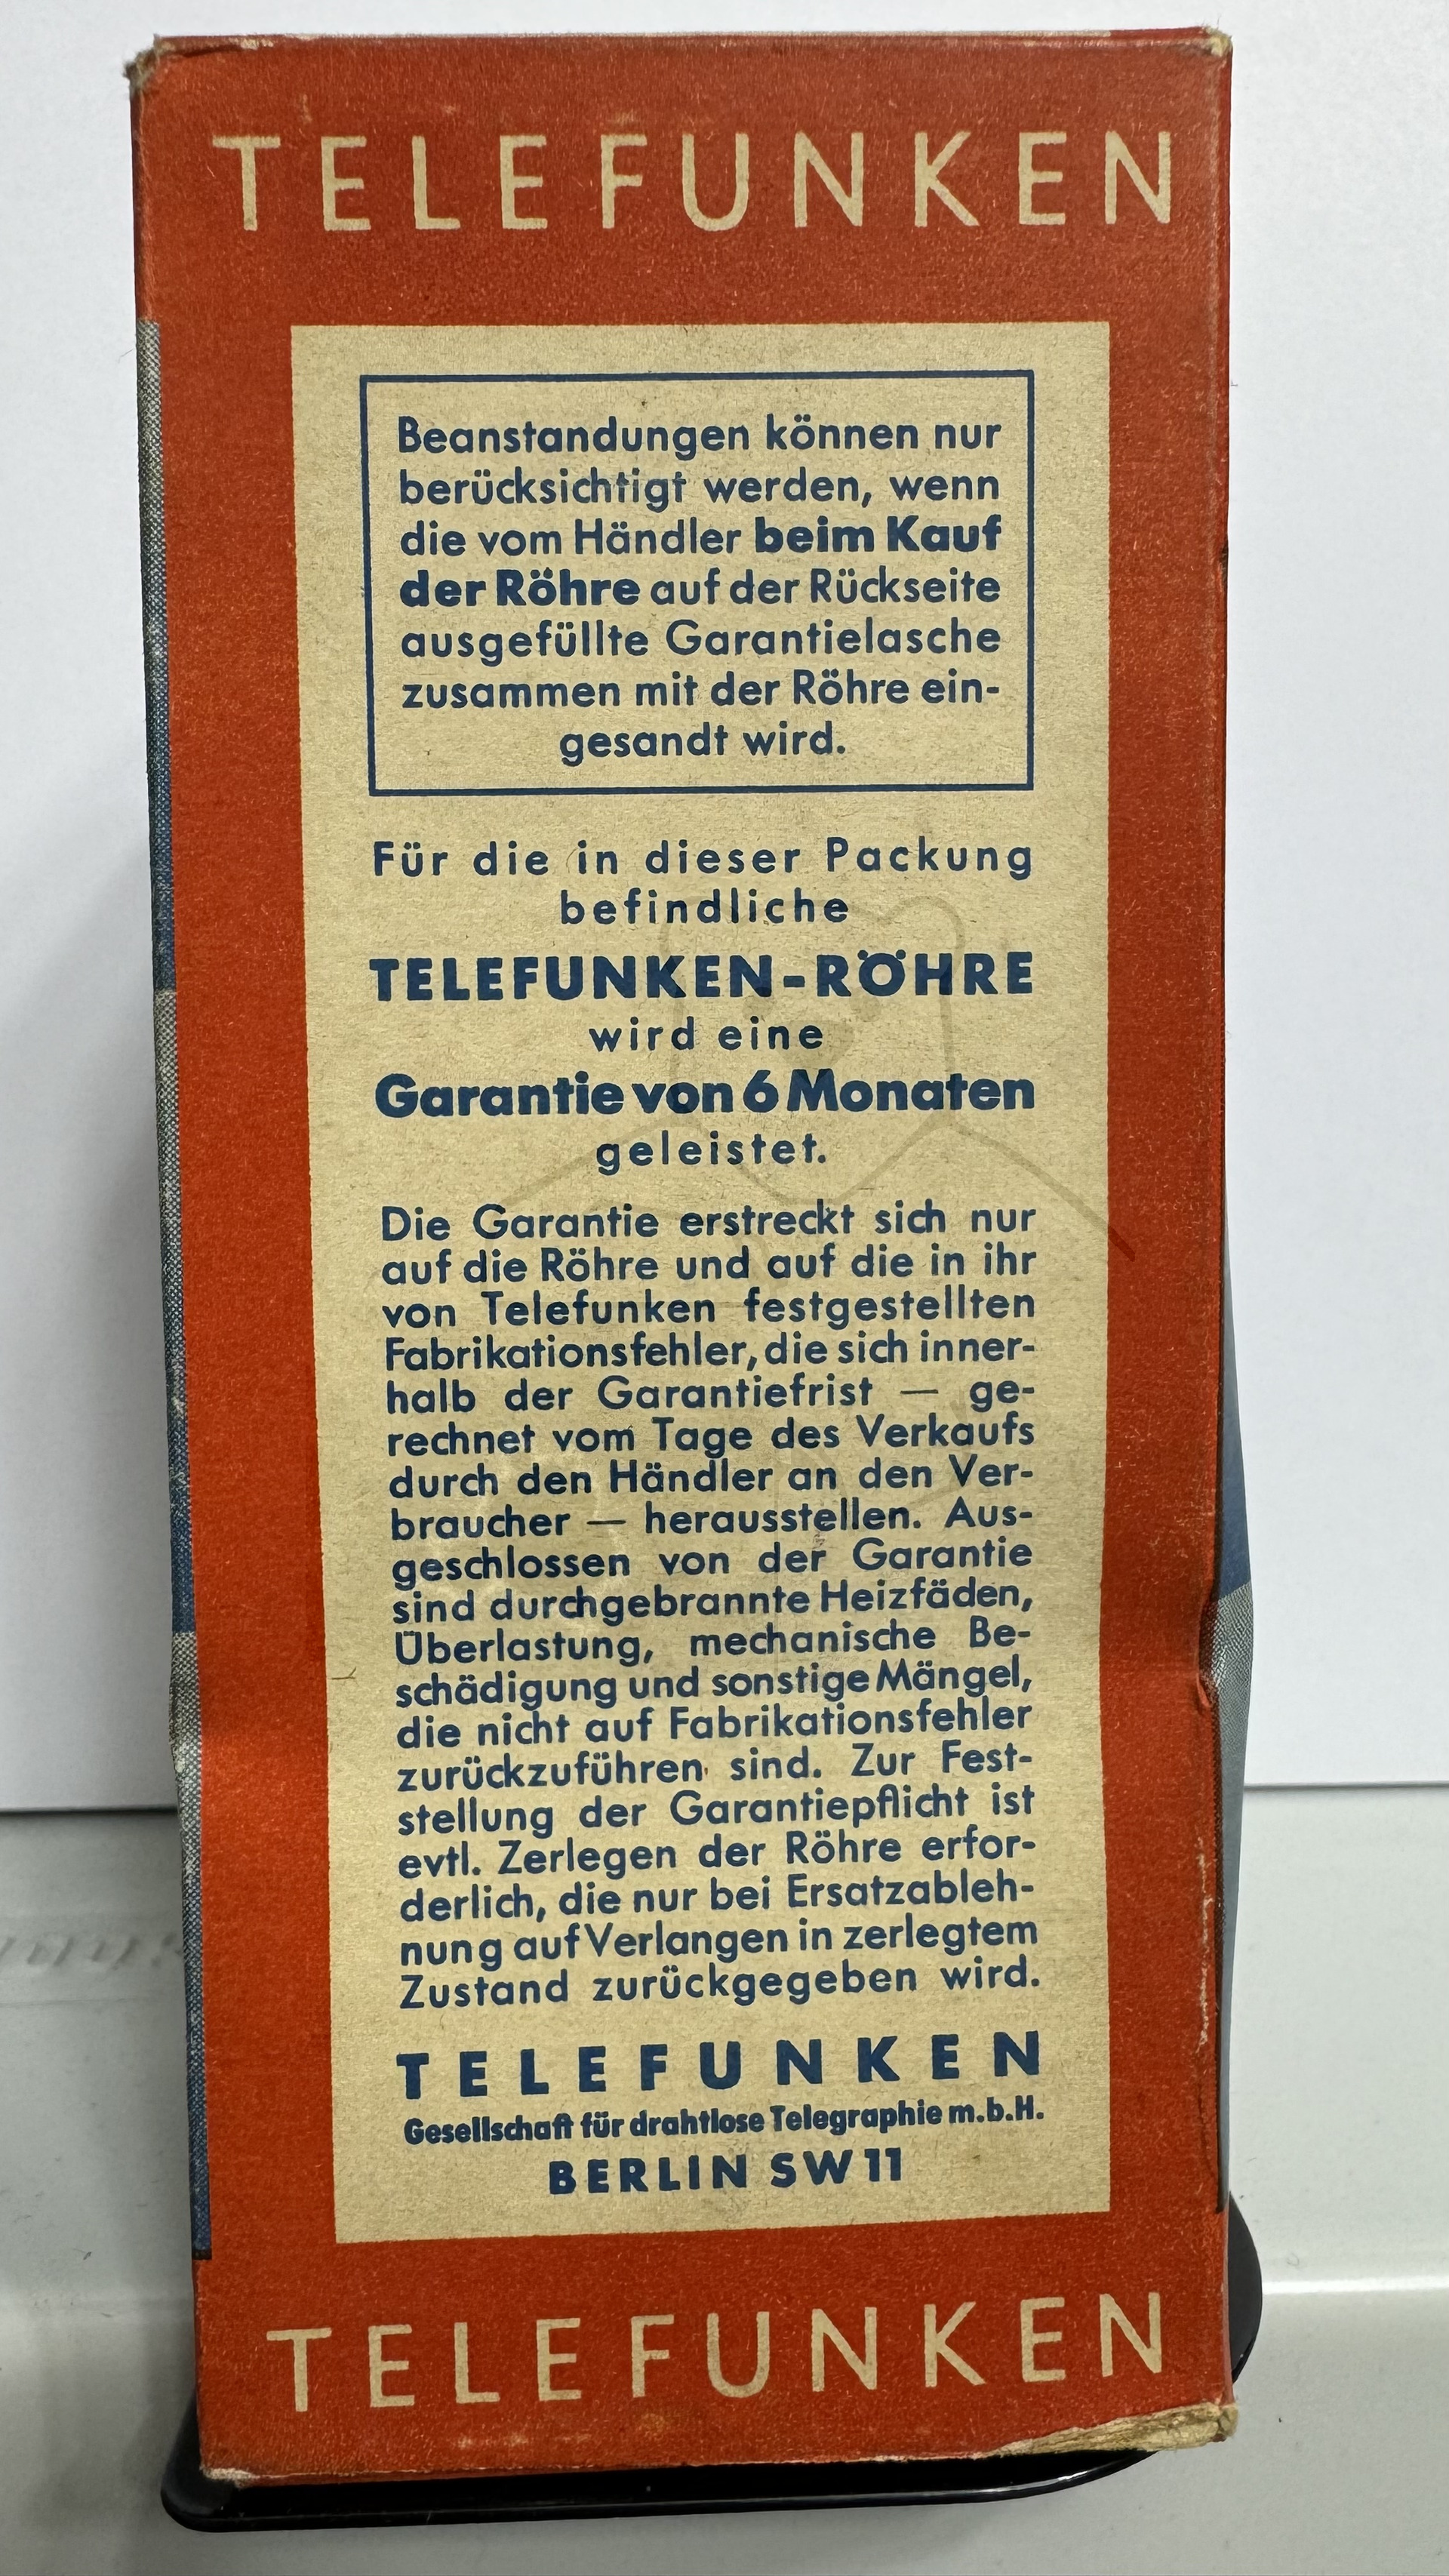 TELEFUNKEN
Beanstandungen können nur
berücksichtigt werden, wenn
die vom Händler beim Kauf
der Röhre auf der Rückseite
ausgefüllte Garantielasche
zusammen mit der Röhre ein-
gesandt wird.
Für die in dieser Packung
befindliche
TELEFUNKEN-RÖHRE
wird eine
Garantie von 6 Monaten
geleistet.
Die Garantie erstreckt sich nur
auf die Röhre und auf die in ihr
von Telefunken festgestellten
Fabrikationsfehler, die sich inner-
halb der Garantiefrist — ge-
rechnet vom Tage des Verkaufs
durch den Händler an den Ver-
braucher — herausstellen. Aus-
geschlossen von der Garantie
sind durchgebrannte Heizfäden,
Überlastung, mechanische Be-
schädigung und sonstige Mängel,
die nicht auf Fabrikationsfehler
zurückzuführen sind. Zur Fest-
stellung der Garantiepflicht ist
evtl. Zerlegen der Röhre erfor-
derlich, die nur bei Ersatzableh-
nung auf Verlangen in zerlegtem
Zustand zurückgegeben wird.
TELEFUNKEN
Gesellschaft für drahtlose Telegraphie m.b.H.
BERLIN SW 11
TELEFUNKEN